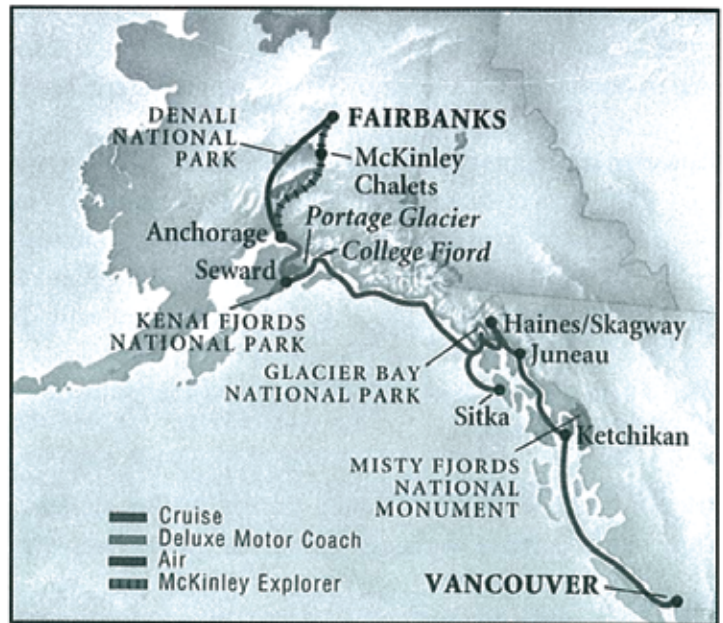 DENALI
NATIONAL
PARK
FAIRBANKS
McKinley
Chalets
Portage Glacier
Anchorage
College Fjord
Seward
KENAI FJORDS
NATIONAL PARK
Haines/Skagway
Juneau
GLACIER BAY
NATIONAL PARK
Sitka
Ketchikan
MISTY FJORDS
NATIONAL
MONUMENT
Cruise
Deluxe Motor Coach
Air
McKinley Explorer
VANCOUVER